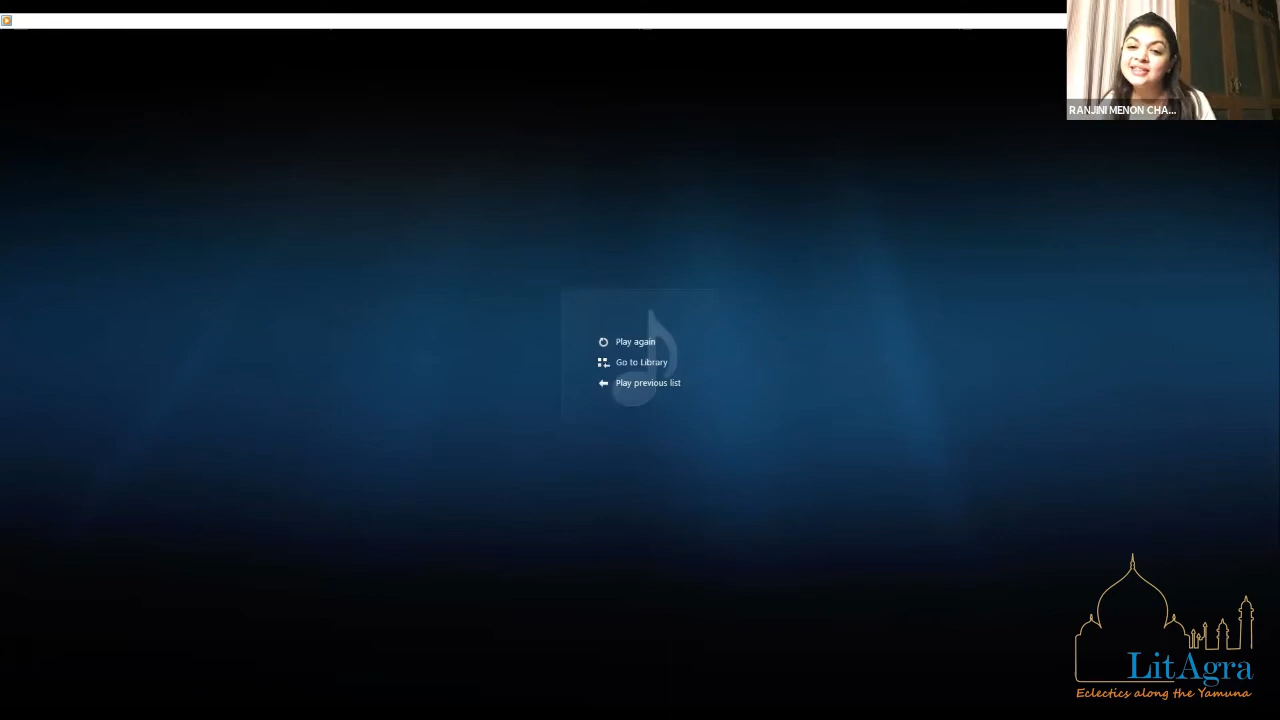 RANJINI MENON CHA...
Play again
Go to Library
Play previous list
LitAgra
Eclectics along the Yamuna